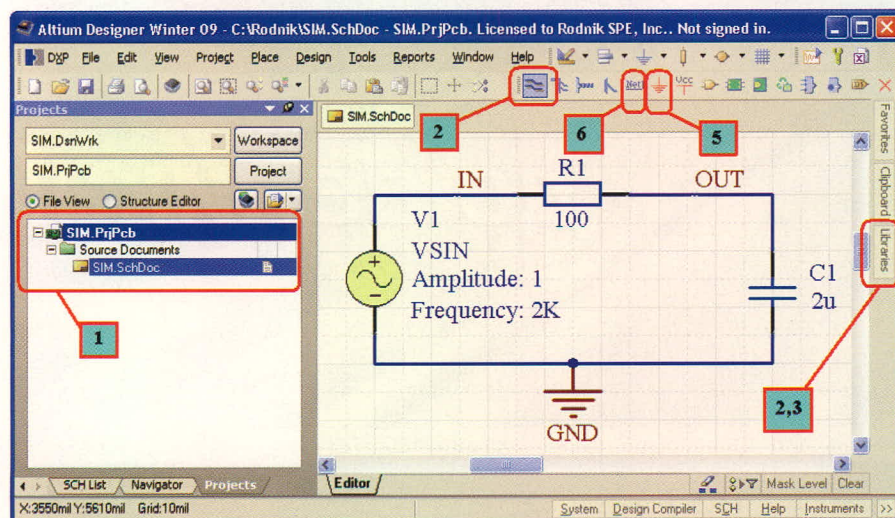 Altium Designer Winter 09 - C:\Rodnik\SIM.SchDoc - SIM.PrjPcb. Licensed to Rodnik SPE, Inc.. Not signed in.
DXP File Edit View Project Place Design Tools Reports Window Help
Net VCC
Projects
SIM.DsnWrk Workspace
SIM.PrjPcb Project
File View Structure Editor
SIM.PrjPcb
Source Documents
SIM.SchDoc
1
SIM.SchDoc
2 6 5
IN R1 OUT
100
V1
VSIN
Amplitude: 1
Frequency: 2K
C1
2u
GND
2,3
Favorites
Clipboard
Libraries
SCH List Navigator Projects
Editor
Mask Level Clear
X:3550mil Y:5610mil Grid:10mil
System Design Compiler SCH Help Instruments >>